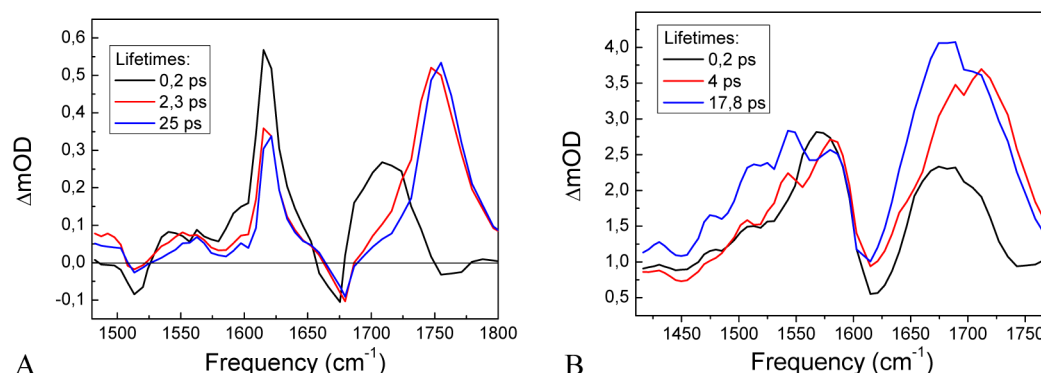 0,6
0,5
0,4
0,3
0,2
0,1
0,0
-0,1
ΔmOD
Lifetimes:
0,2 ps
2,3 ps
25 ps
1500 1550 1600 1650 1700 1750 1800
Frequency (cm⁻¹)
A
4,0
3,5
3,0
2,5
2,0
1,5
1,0
0,5
ΔmOD
Lifetimes:
0,2 ps
4 ps
17,8 ps
1450 1500 1550 1600 1650 1700 1750
Frequency (cm⁻¹)
B